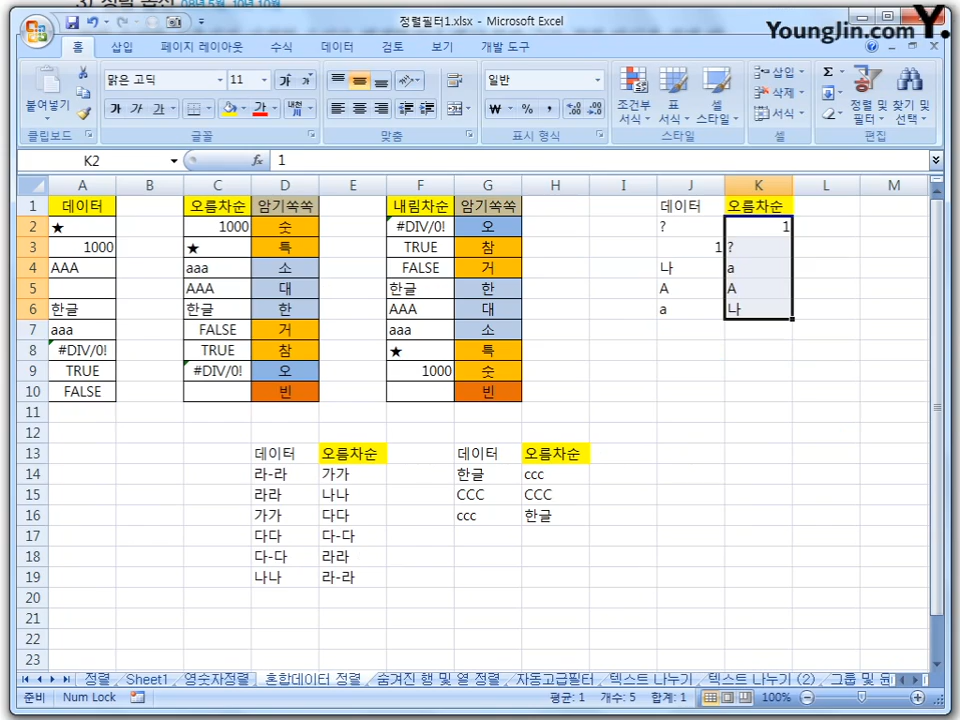 정렬필터1.xlsx - Microsoft Excel
YoungJin.com Y.
홈 삽입 페이지 레이아웃 수식 데이터 검토 보기 개발 도구
붙여넣기 맑은 고딕 11 일반 조건부 서식 표 서식 셀 스타일 삽입 삭제 서식 정렬 및 필터 찾기 및 선택
클립보드 글꼴 맞춤 표시 형식 스타일 셀 편집
K2 fx 1
A B C D E F G H I J K L M
1 데이터 오름차순 암기쏙쏙 내림차순 암기쏙쏙 데이터 오름차순
2 ★ 1000 숫 #DIV/0! 오 ? 1
3 1000 ★ 특 TRUE 참 1 ?
4 AAA aaa 소 FALSE 거 나 a
5 AAA 대 한글 한 A A
6 한글 한글 한 AAA 대 a 나
7 aaa FALSE 거 aaa 소
8 #DIV/0! TRUE 참 ★ 특
9 TRUE #DIV/0! 오 1000 숫
10 FALSE 빈 빈
11
12
13 데이터 오름차순 데이터 오름차순
14 라-라 가가 한글 ccc
15 라라 나나 CCC CCC
16 가가 다다 ccc 한글
17 다다 다-다
18 다-다 라라
19 나나 라-라
20
21
22
23
정렬 Sheet1 영숫자정렬 혼합데이터 정렬 숨겨진 행 및 열 정렬 자동고급필터 텍스트 나누기 텍스트 나누기 (2) 그룹 및
준비 Num Lock 평균: 1 개수: 5 합계: 1 100%